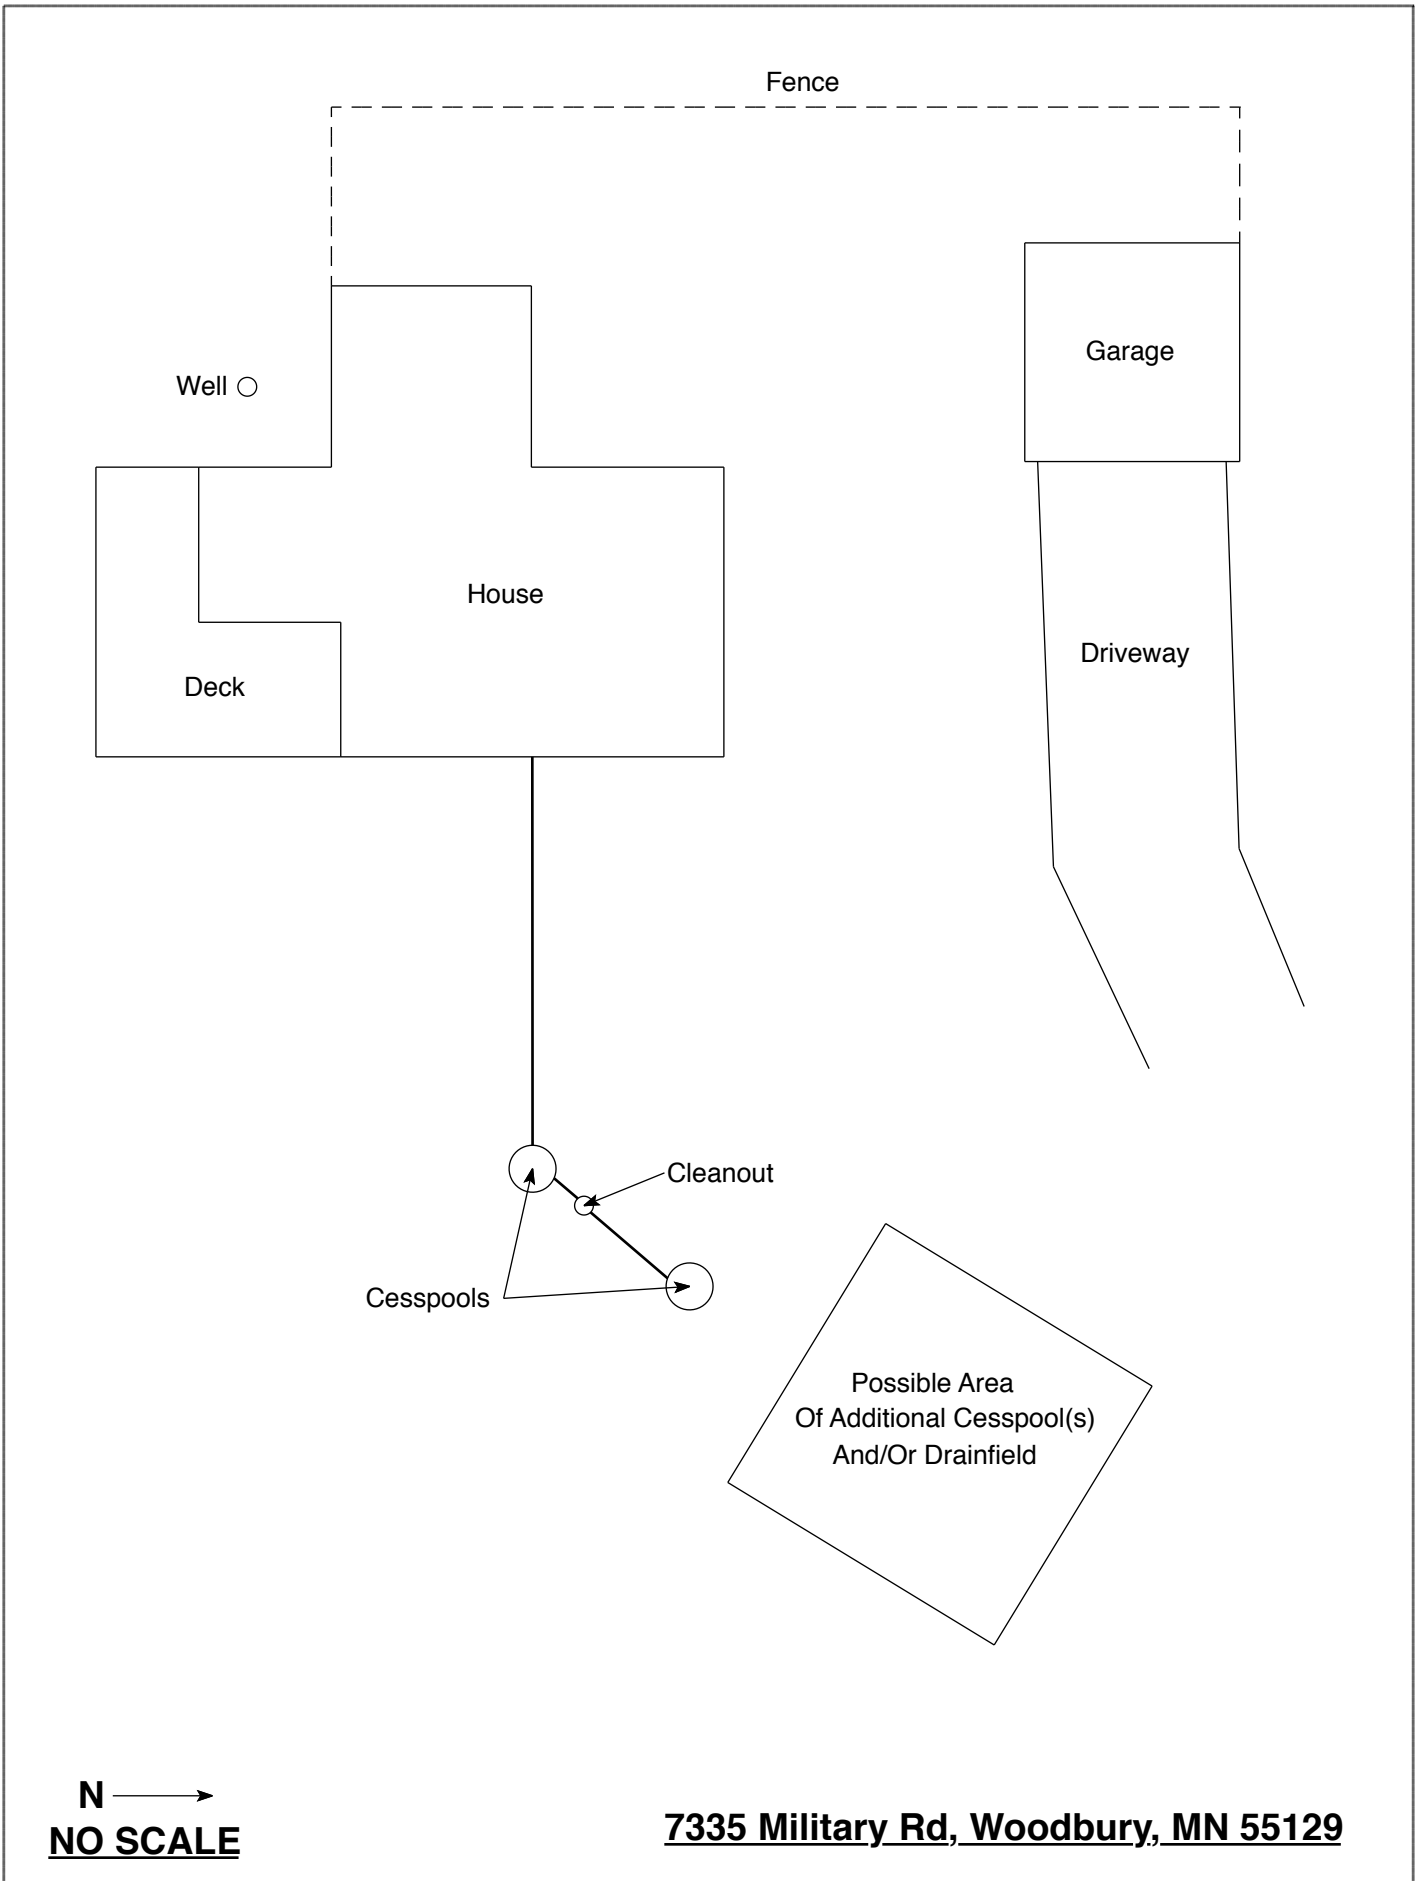 Fence
Garage
Well
House
Driveway
Deck
Cleanout
Cesspools
Possible Area
Of Additional Cesspool(s)
And/Or Drainfield
N
NO SCALE
7335 Military Rd, Woodbury, MN 55129